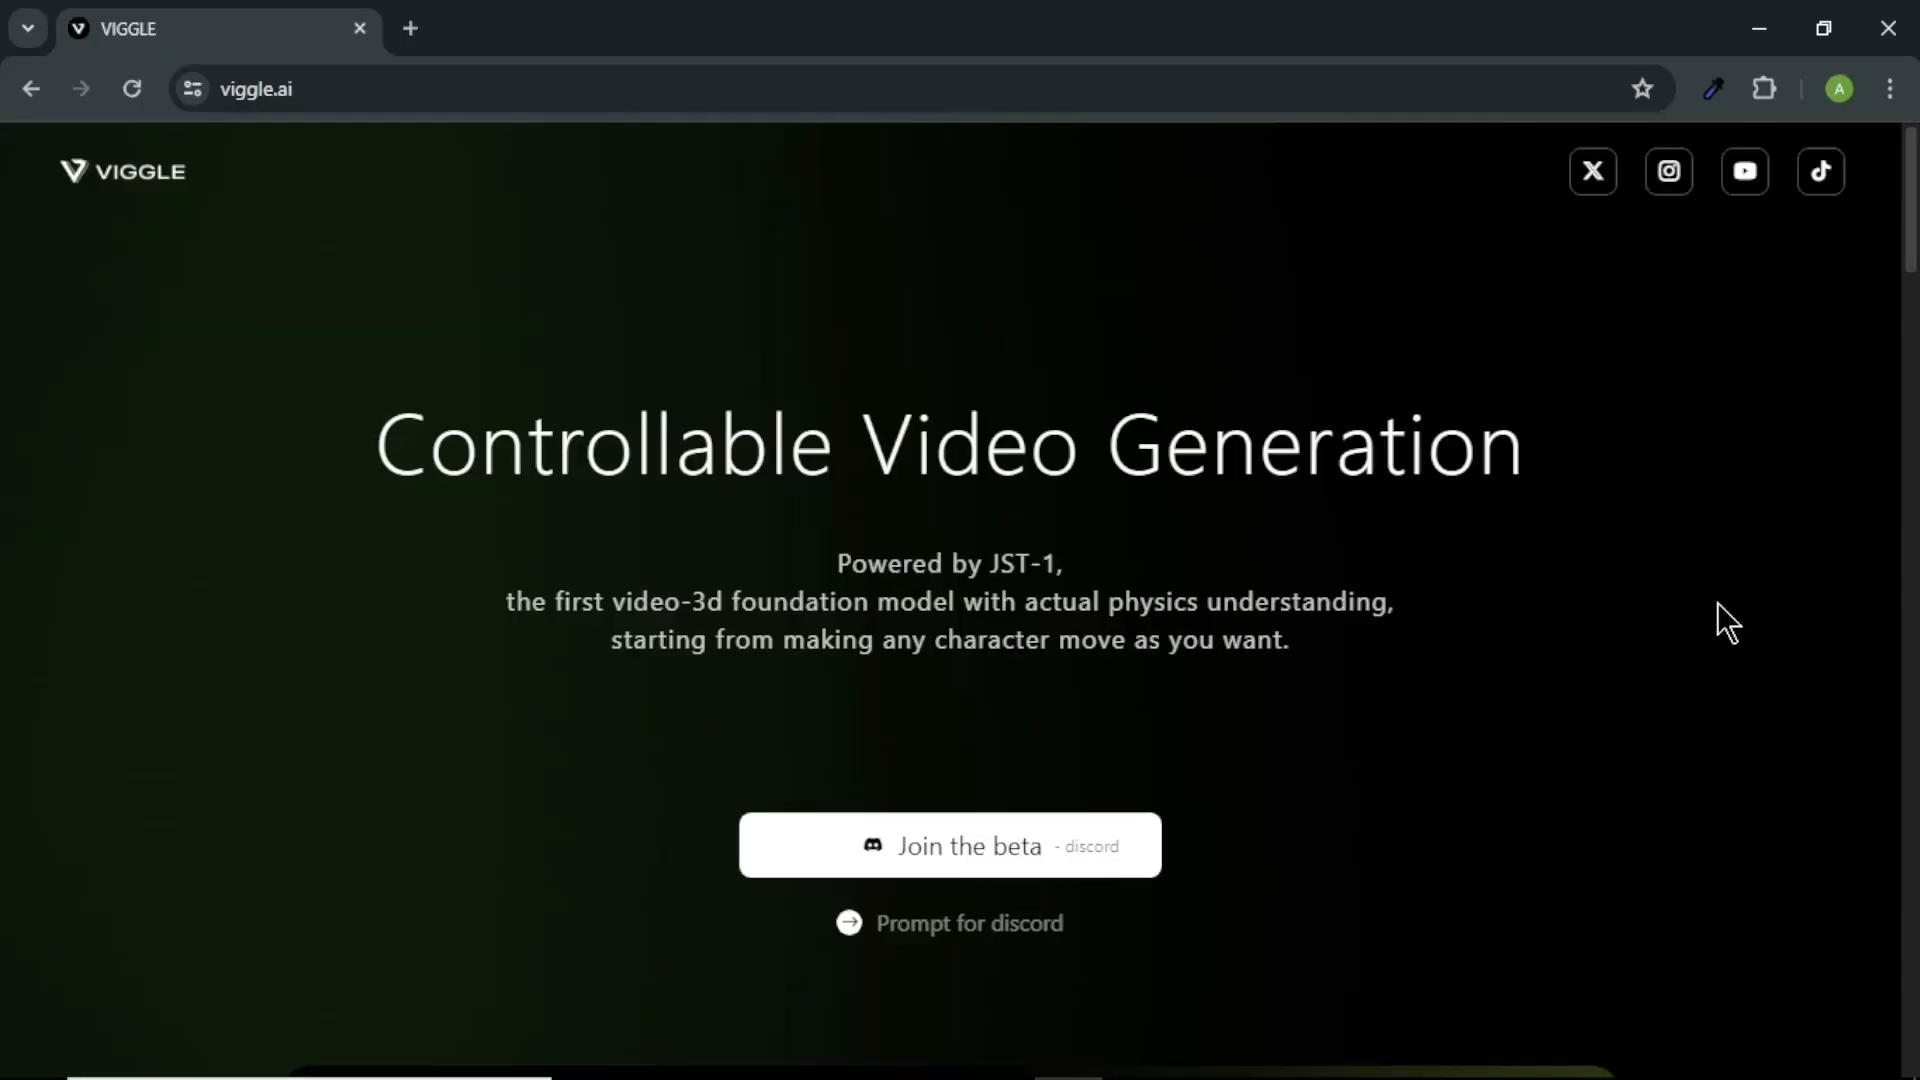 VIGGLE
viggle.ai
A
VIGGLE
Controllable Video Generation
Powered by JST-1,
the first video-3d foundation model with actual physics understanding,
starting from making any character move as you want.
Join the beta - discord
Prompt for discord